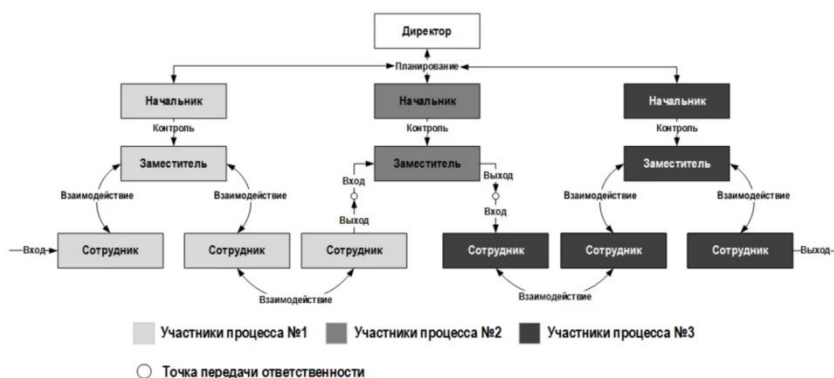 Директор
Планирование
Начальник
Начальник
Начальник
Контроль
Контроль
Контроль
Заместитель
Заместитель
Заместитель
Взаимодействие
Взаимодействие
Вход
Выход
Взаимодействие
Взаимодействие
Выход
Вход
Вход
Сотрудник
Сотрудник
Сотрудник
Сотрудник
Сотрудник
Сотрудник
Выход
Взаимодействие
Взаимодействие
Участники процесса №1
Участники процесса №2
Участники процесса №3
Точка передачи ответственности